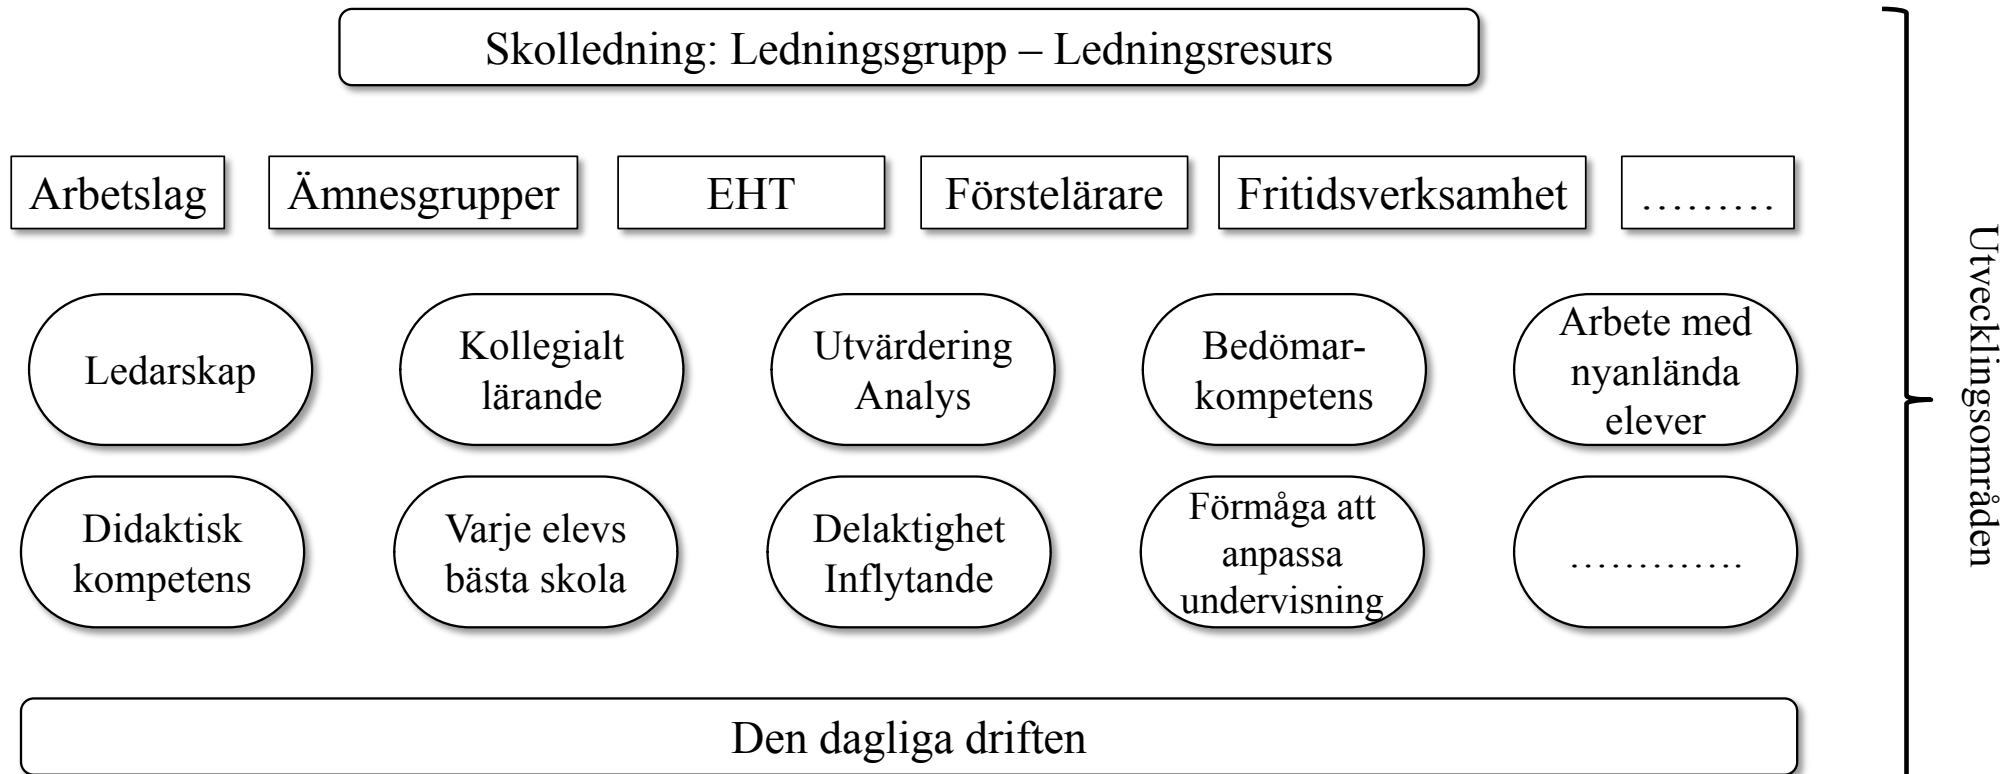 Skolledning: Ledningsgrupp – Ledningsresurs
Arbetslag
Ämnesgrupper
EHT
Förstelärare
Fritidsverksamhet
………
Ledarskap
Kollegialt
lärande
Utvärdering
Analys
Bedömar-
kompetens
Arbete med
nyanlända
elever
Didaktisk
kompetens
Varje elevs
bästa skola
Delaktighet
Inflytande
Förmåga att
anpassa
undervisning
………….
Den dagliga driften
Utvecklingsområden